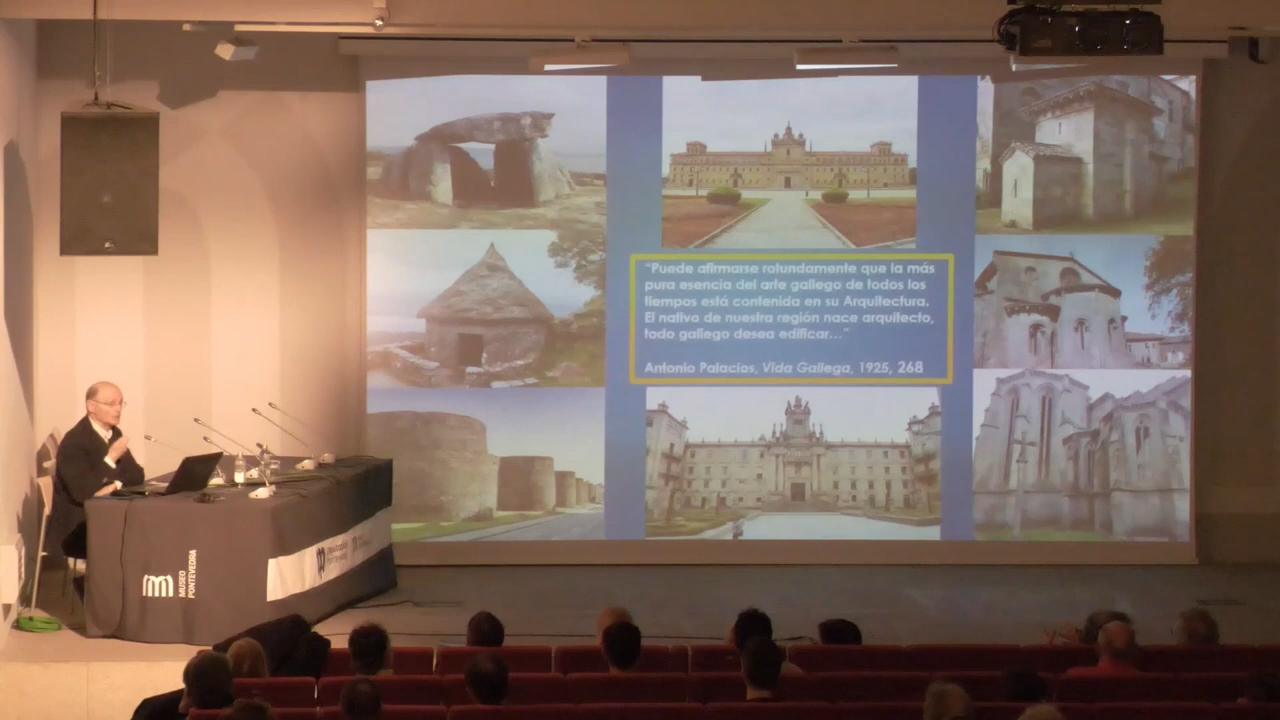 “Puede afirmarse rotundamente que la más
pura esencia del arte gallego de todos los
tiempos está contenida en su Arquitectura.
El nativo de nuestra región nace arquitecto,
todo gallego desea edificar...”
Antonio Palacios, Vida Gallega, 1925, 268
MUSEO
PONTEVEDRA